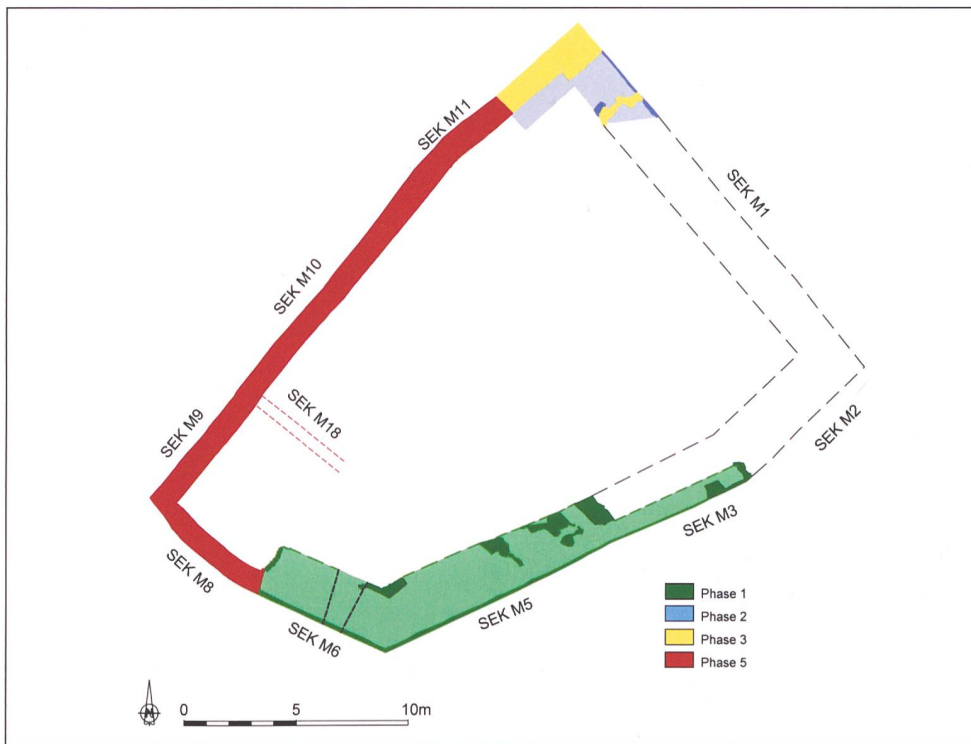 SEK M11
SEK M1
SEK M10
SEK M18
SEK M9
SEK M2
SEK M3
SEK M8
SEK M5
SEK M6
Phase 1
Phase 2
Phase 3
Phase 5
N
0 5 10m